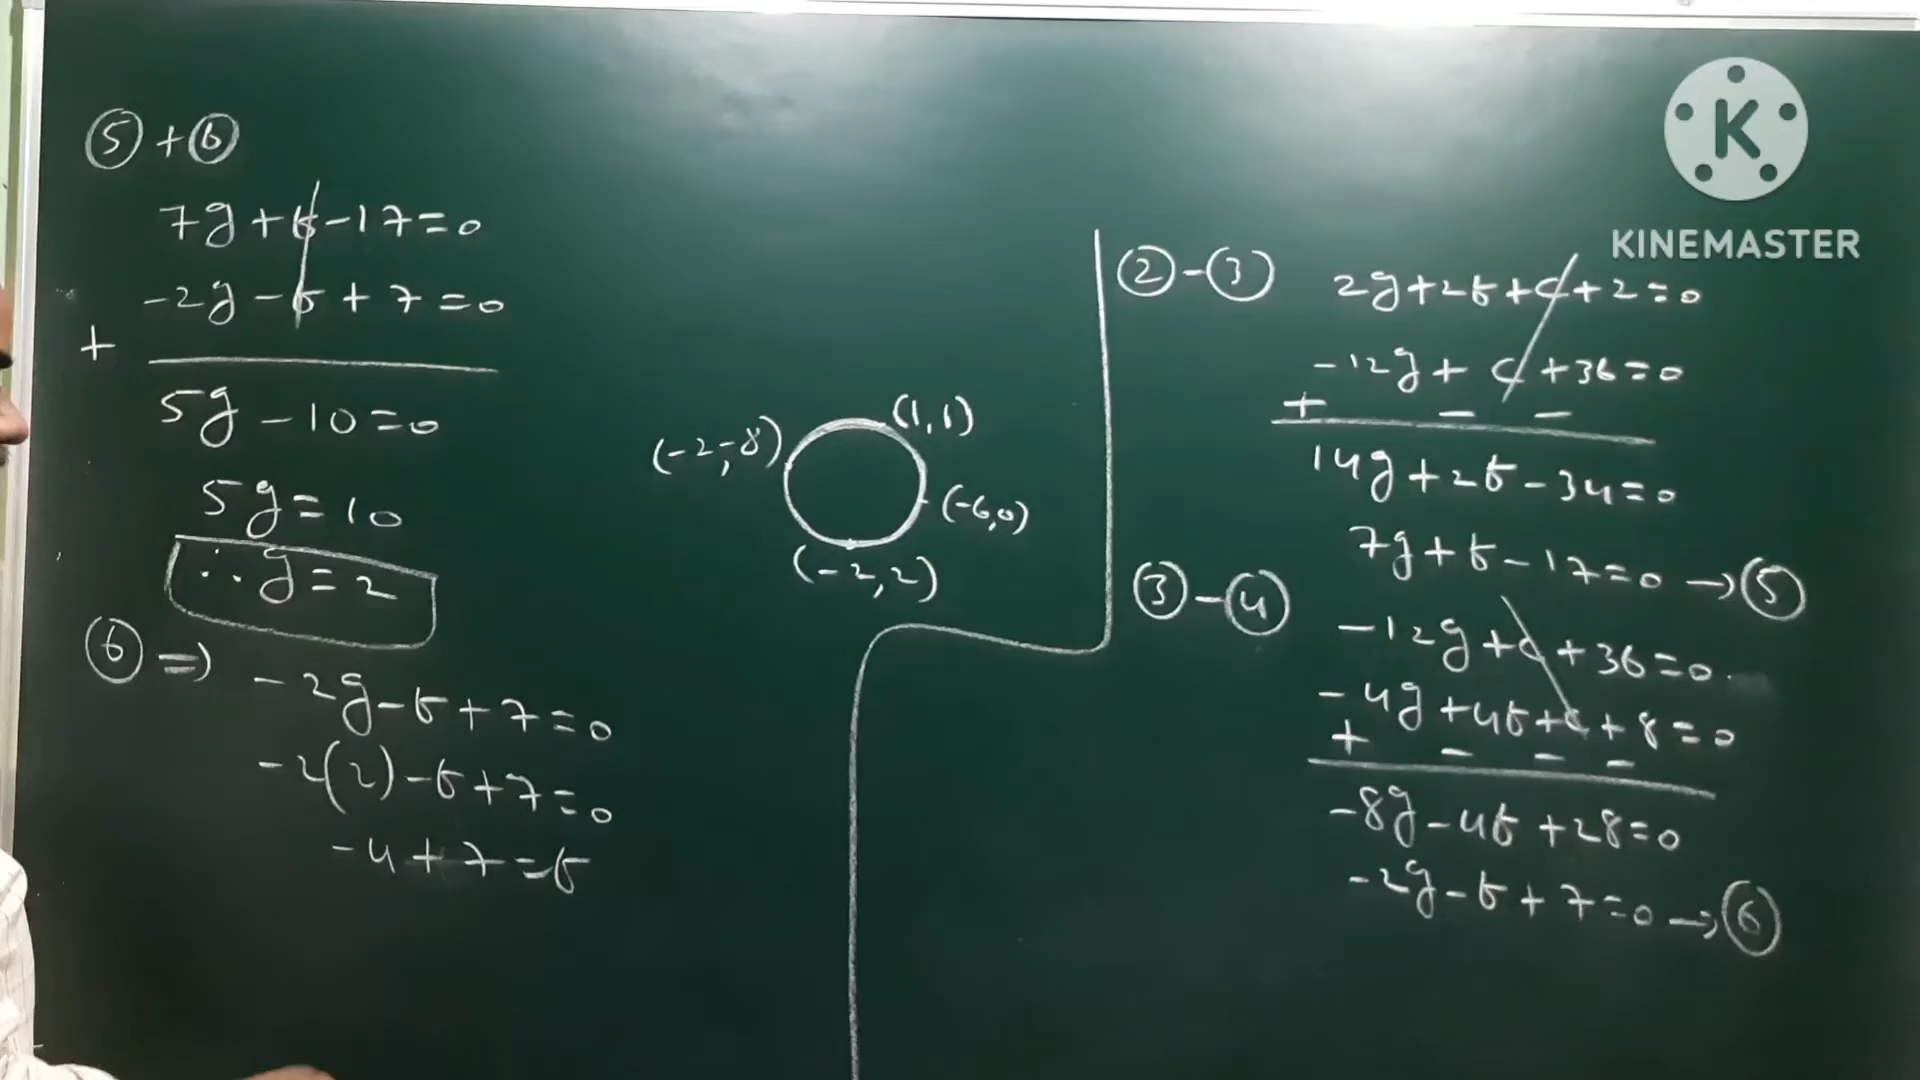 ⑤ + ⑥
7g + f - 17 = 0
-2g - f + 7 = 0
+
5g - 10 = 0
5g = 10
∴ g = 2
⑥ => -2g - f + 7 = 0
-2(2) - f + 7 = 0
-4 + 7 = f
(1, 1)
(-2, -8)
(-6, 0)
(-2, 2)
② - ③ 2g + 2f + c + 2 = 0
-12g + c + 36 = 0
+ - -
14g + 2f - 34 = 0
7g + f - 17 = 0 → ⑤
③ - ④
-12g + c + 36 = 0
-4g + 4f + c + 8 = 0
+ - - -
-8g - 4f + 28 = 0
-2g - f + 7 = 0 → ⑥
K
KINEMASTER